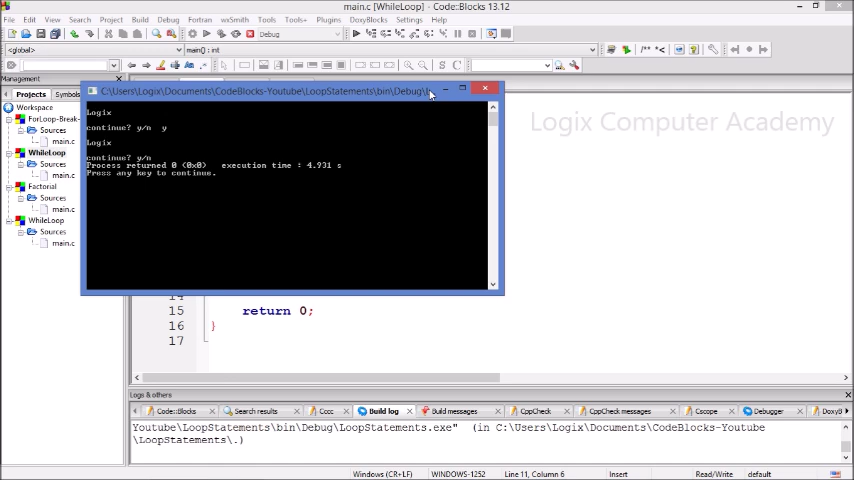 main.c [WhileLoop] - Code::Blocks 13.12
File Edit View Search Project Build Debug Fortran wxSmith Tools Tools+ Plugins DoxyBlocks Settings Help
Debug
<global> main() : int
/** *<
S C
Management
Projects Symbols
Workspace
ForLoop-Break-
Sources
main.c
WhileLoop
Sources
main.c
Factorial
Sources
main.c
WhileLoop
Sources
main.c
C:\Users\Logix\Documents\CodeBlocks-Youtube\LoopStatements\bin\Debug\
Logix
continue? y/n y
Logix
continue? y/n
Process returned 0 (0x0) execution time : 4.931 s
Press any key to continue.
Logix Computer Academy
14
15 return 0;
16 }
17
Logs & others
Code::Blocks Search results Cccc Build log Build messages CppCheck CppCheck messages Cscope Debugger DoxyB
Youtube\LoopStatements\bin\Debug\LoopStatements.exe" (in C:\Users\Logix\Documents\CodeBlocks-Youtube
\LoopStatements\.)
Windows (CR+LF) WINDOWS-1252 Line 11, Column 6 Insert Read/Write default